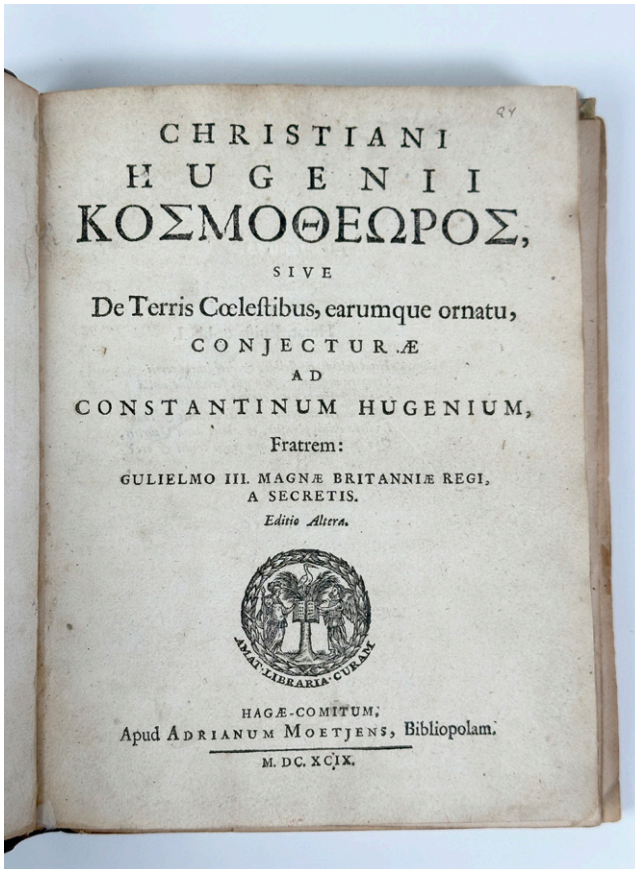 24
CHRISTIANI
HUGENII
ΚΟΣΜΟΘΕΩΡΟΣ,
SIVE
De Terris Cœleſtibus, earumque ornatu,
CONJECTURÆ
AD
CONSTANTINUM HUGENIUM,
Fratrem:
GULIELMO III. MAGNÆ BRITANNIÆ REGI,
A SECRETIS.
Editio Altera.
AMAT·LIBRARIA·CURAM
HAGÆ-COMITUM,
Apud ADRIANUM MOETJENS, Bibliopolam.
M. DC. XCIX.